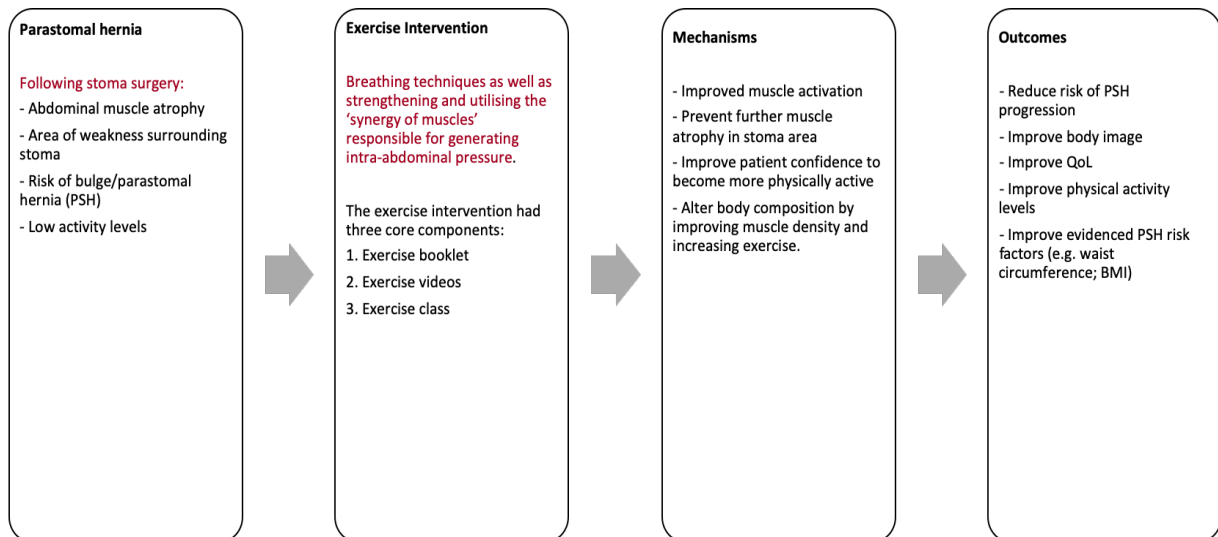 Parastomal hernia
Following stoma surgery:
- Abdominal muscle atrophy
- Area of weakness surrounding
stoma
- Risk of bulge/parastomal
hernia (PSH)
- Low activity levels
Exercise Intervention
Breathing techniques as well as
strengthening and utilising the
‘synergy of muscles’
responsible for generating
intra-abdominal pressure.
The exercise intervention had
three core components:
1. Exercise booklet
2. Exercise videos
3. Exercise class
Mechanisms
- Improved muscle activation
- Prevent further muscle
atrophy in stoma area
- Improve patient confidence to
become more physically active
- Alter body composition by
improving muscle density and
increasing exercise.
Outcomes
- Reduce risk of PSH
progression
- Improve body image
- Improve QoL
- Improve physical activity
levels
- Improve evidenced PSH risk
factors (e.g. waist
circumference; BMI)